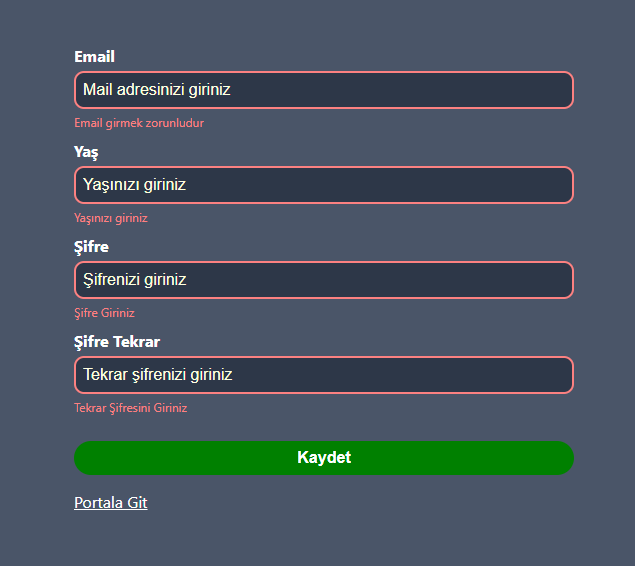 Email
Mail adresinizi giriniz
Email girmek zorunludur
Yaş
Yaşınızı giriniz
Yaşınızı giriniz
Şifre
Şifrenizi giriniz
Şifre Giriniz
Şifre Tekrar
Tekrar şifrenizi giriniz
Tekrar Şifresini Giriniz
Kaydet
Portala Git